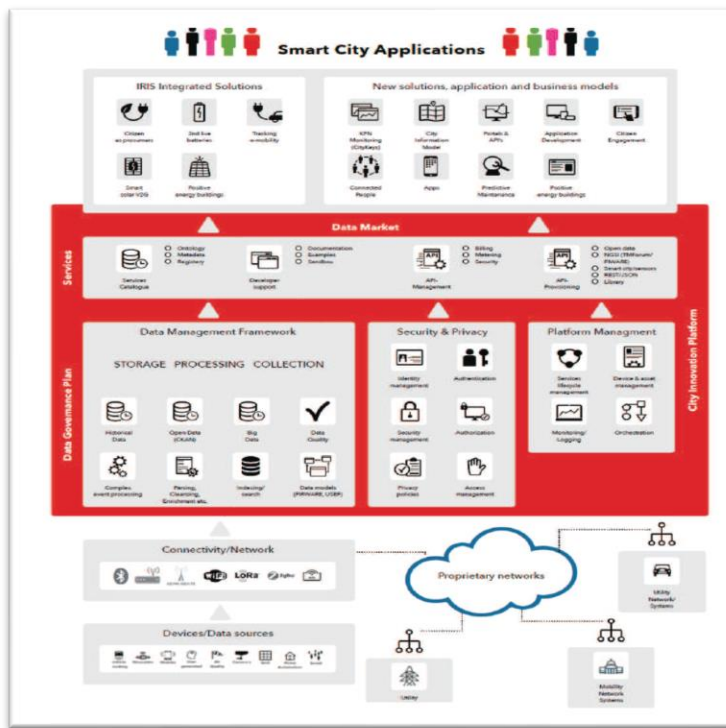 Smart City Applications
IRIS Integrated Solutions
Citizen
as prosumers
2nd live
batteries
Tracking
e-mobility
Smart
solar V2G
Positive
energy buildings
New solutions, application and business models
KPN
Monitoring
(CityKeys)
City
Information
Model
Portals &
API's
Application
Development
Citizen
Engagement
Connected
People
Apps
Predictive
Maintenance
Positive
energy buildings
Data Market
Services
Services
Catalogue
Ontology
Metadata
Registry
Developer
support
Documentation
Examples
Sandbox
API-
Management
Billing
Metering
Security
API-
Provisioning
Open data
NGSI (TMForum/
FIWARE)
Smart city/services
REST/JSON
Library
Data Governance Plan
City Innovation Platform
Data Management Framework
STORAGE PROCESSING COLLECTION
Historical
Data
Open Data
(CKAN)
Big
Data
Data
Quality
Complex
event processing
Parsing,
Cleansing,
Enrichment etc.
Indexing/
search
Data models
(FIWARE, USEF)
Security & Privacy
Identity
management
Authentication
Security
management
Authorization
Privacy
policies
Access
management
Platform Managment
Services
lifecycle
management
Device & asset
management
Monitoring/
Logging
Orchestration
Connectivity/Network
LoRa
Proprietary networks
Utility
Network/
Systems
Devices/Data sources
Utility
Mobility
Network
Systems